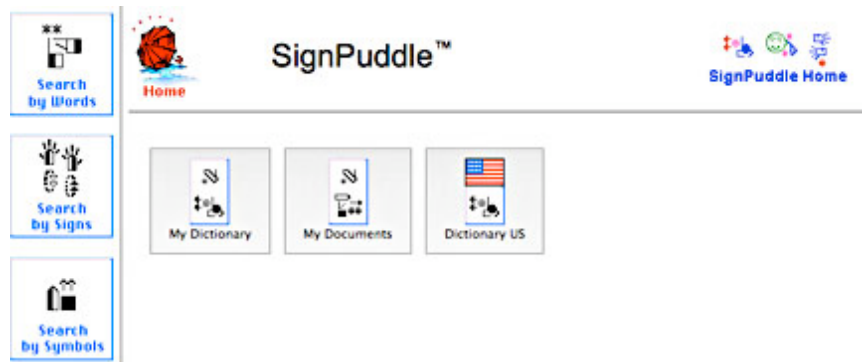 Search
by Words
Home
SignPuddle™
SignPuddle Home
Search
by Signs
My Dictionary
My Documents
Dictionary US
Search
by Symbols